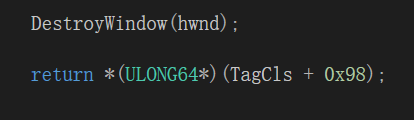 DestroyWindow(hwnd);
return *(ULONG64*)(TagCls + 0x98);